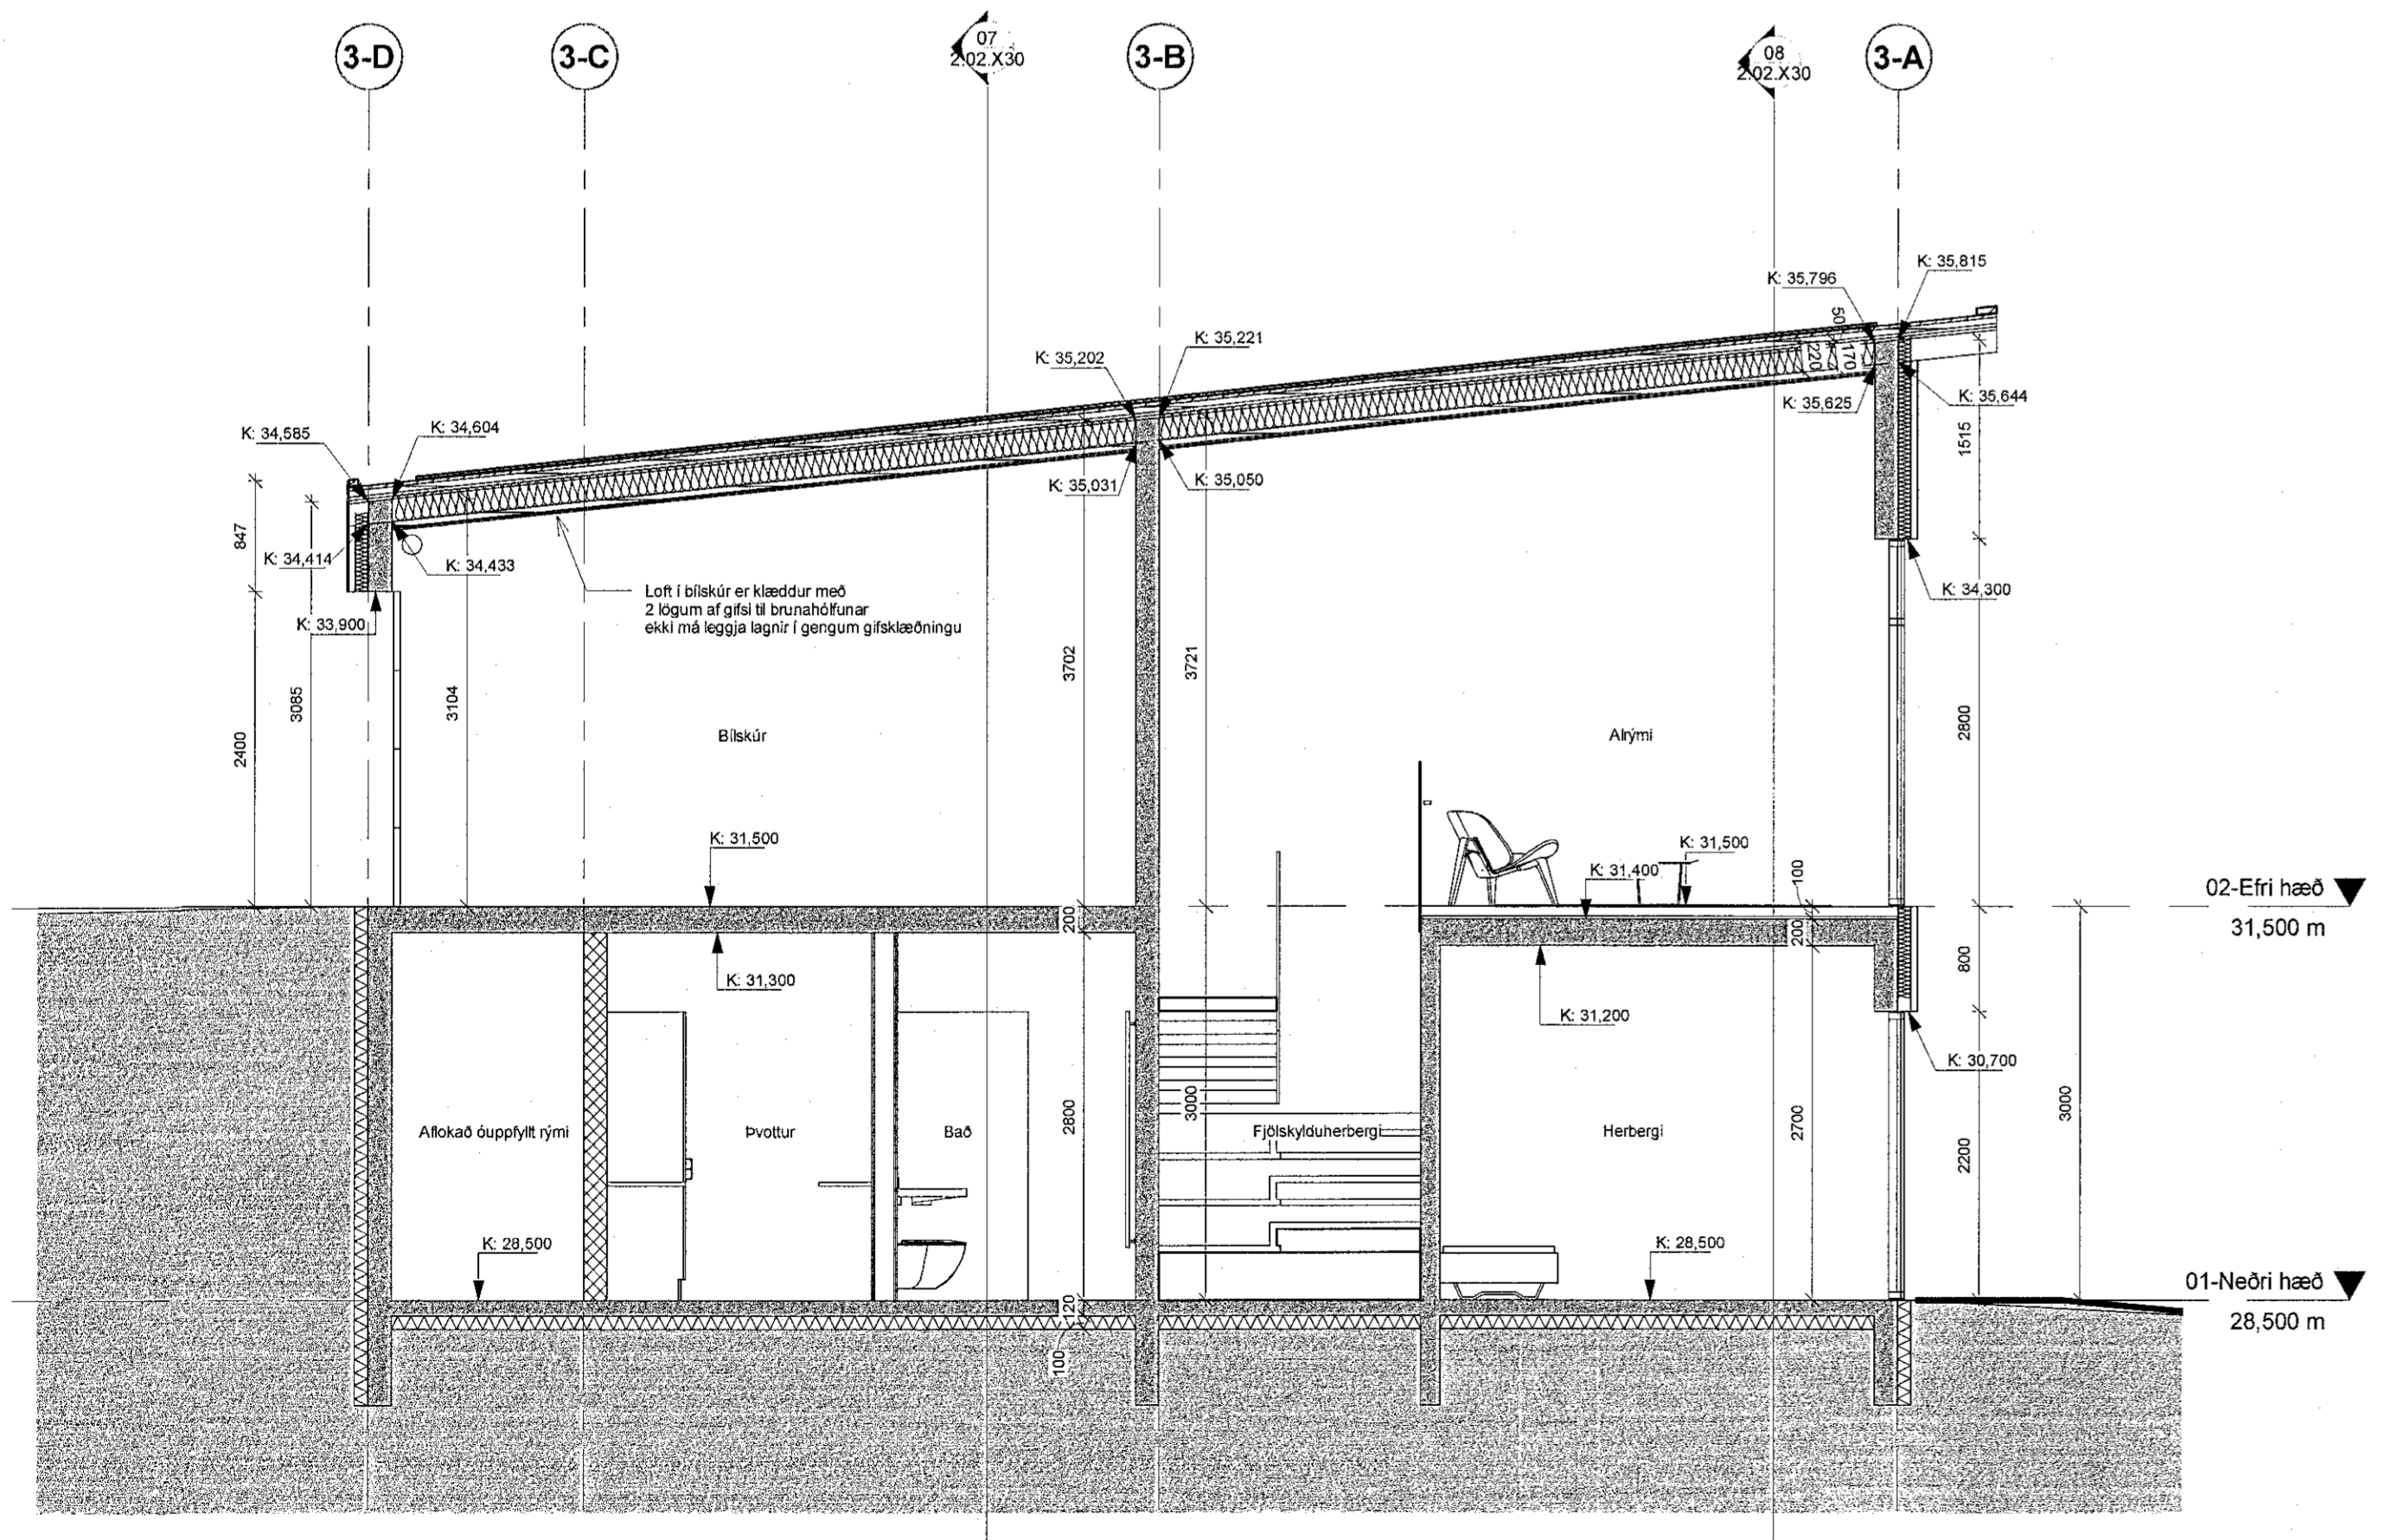 3-D
3-C
07
2.02.X30
3-B
08
2.02.X30
3-A
K: 35,815
K: 35,796
50
K: 35,221
K: 35,202
220
170
K: 35,644
K: 35,625
1515
K: 34,604
K: 34,585
K: 35,050
K: 35,031
847
K: 34,414
K: 34,433
Loft í bílskúr er klæddur með
2 lögum af gifsi til brunahólfunar
ekki má leggja lagnir í gengum gifsklæðningu
K: 34,300
K: 33,900
2400
3085
3104
3702
3721
2800
Bílskúr
Alrými
K: 31,500
K: 31,500
K: 31,400
100
02-Efri hæð
31,500 m
200
200
K: 31,300
800
K: 31,200
K: 30,700
2800
3000
2700
2200
3000
Aflokað óuppfyllt rými
Þvottur
Bað
Fjölskylduherbergi
Herbergi
K: 28,500
K: 28,500
01-Neðri hæð
28,500 m
120
100